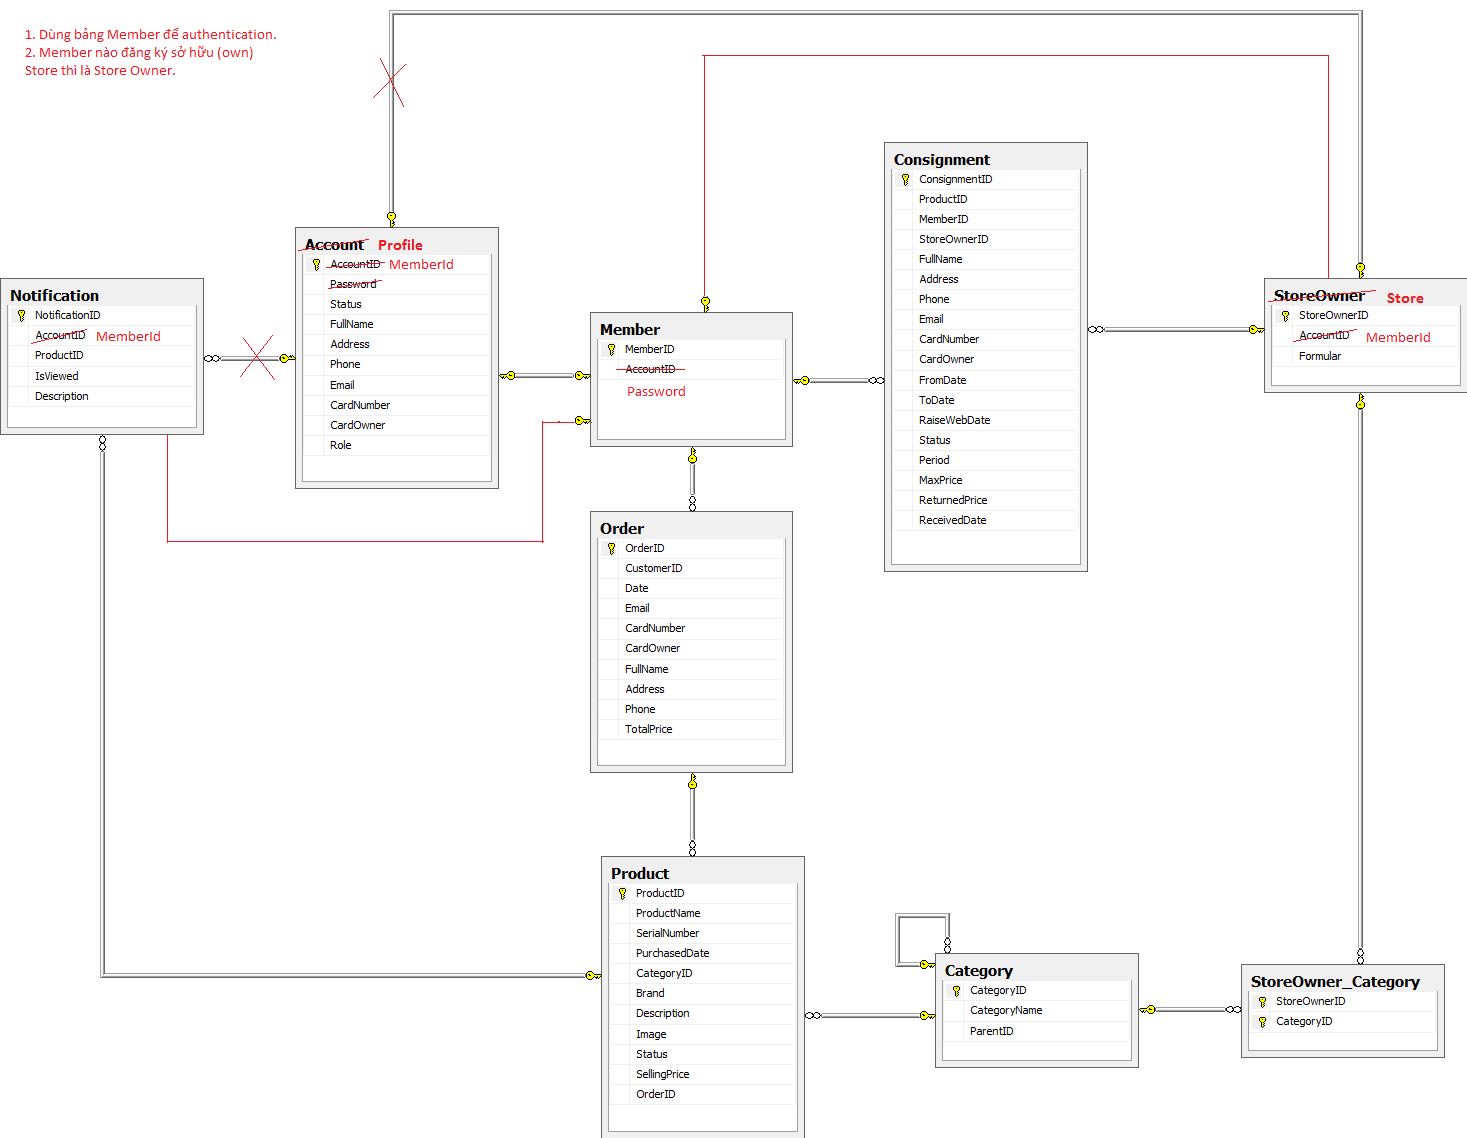 1. Dùng bảng Member để authentication.
2. Member nào đăng ký sở hữu (own)
Store thì là Store Owner.
Notification
NotificationID
AccountID MemberId
ProductID
IsViewed
Description
Account Profile
AccountID MemberId
Password
Status
FullName
Address
Phone
Email
CardNumber
CardOwner
Role
Member
MemberID
AccountID
Password
Consignment
ConsignmentID
ProductID
MemberID
StoreOwnerID
FullName
Address
Phone
Email
CardNumber
CardOwner
FromDate
ToDate
RaiseWebDate
Status
Period
MaxPrice
ReturnedPrice
ReceivedDate
StoreOwner Store
StoreOwnerID
AccountID MemberId
Formular
Order
OrderID
CustomerID
Date
Email
CardNumber
CardOwner
FullName
Address
Phone
TotalPrice
Product
ProductID
ProductName
SerialNumber
PurchasedDate
CategoryID
Brand
Description
Image
Status
SellingPrice
OrderID
Category
CategoryID
CategoryName
ParentID
StoreOwner_Category
StoreOwnerID
CategoryID